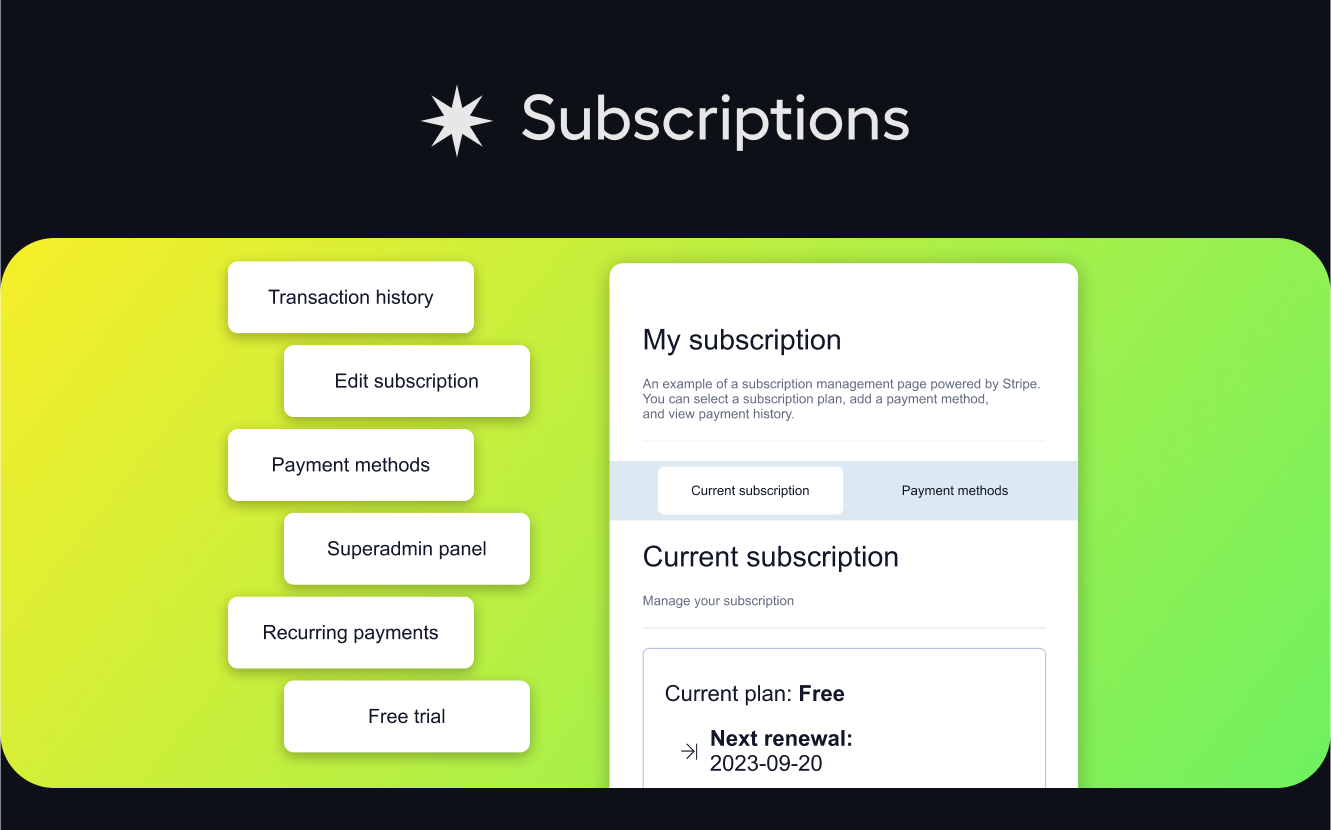 Subscriptions
Transaction history
Edit subscription
Payment methods
Superadmin panel
Recurring payments
Free trial
My subscription
An example of a subscription management page powered by Stripe.
You can select a subscription plan, add a payment method,
and view payment history.
Current subscription
Payment methods
Current subscription
Manage your subscription
Current plan: Free
Next renewal:
2023-09-20